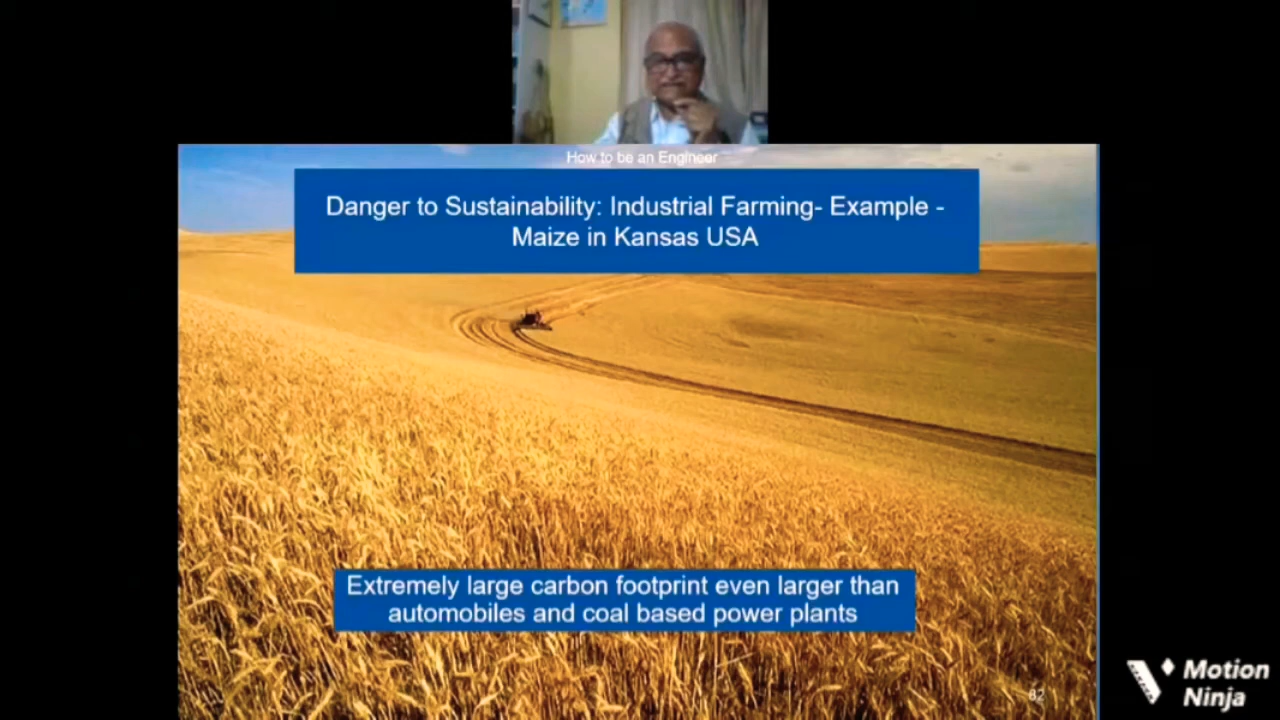 How to be an Engineer
Danger to Sustainability: Industrial Farming- Example -
Maize in Kansas USA
Extremely large carbon footprint even larger than
automobiles and coal based power plants
82
Motion
Ninja